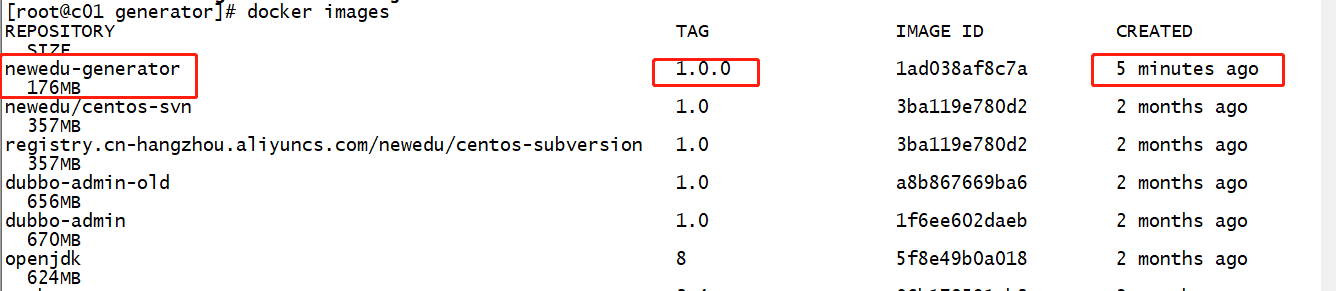 [root@c01 generator]# docker images
REPOSITORY TAG IMAGE ID CREATED
SIZE
newedu-generator 1.0.0 1ad038af8c7a 5 minutes ago
176MB
newedu/centos-svn 1.0 3ba119e780d2 2 months ago
357MB
registry.cn-hangzhou.aliyuncs.com/newedu/centos-subversion 1.0 3ba119e780d2 2 months ago
357MB
dubbo-admin-old 1.0 a8b867669ba6 2 months ago
656MB
dubbo-admin 1.0 1f6ee602daeb 2 months ago
670MB
openjdk 8 5f8e49b0a018 2 months ago
624MB